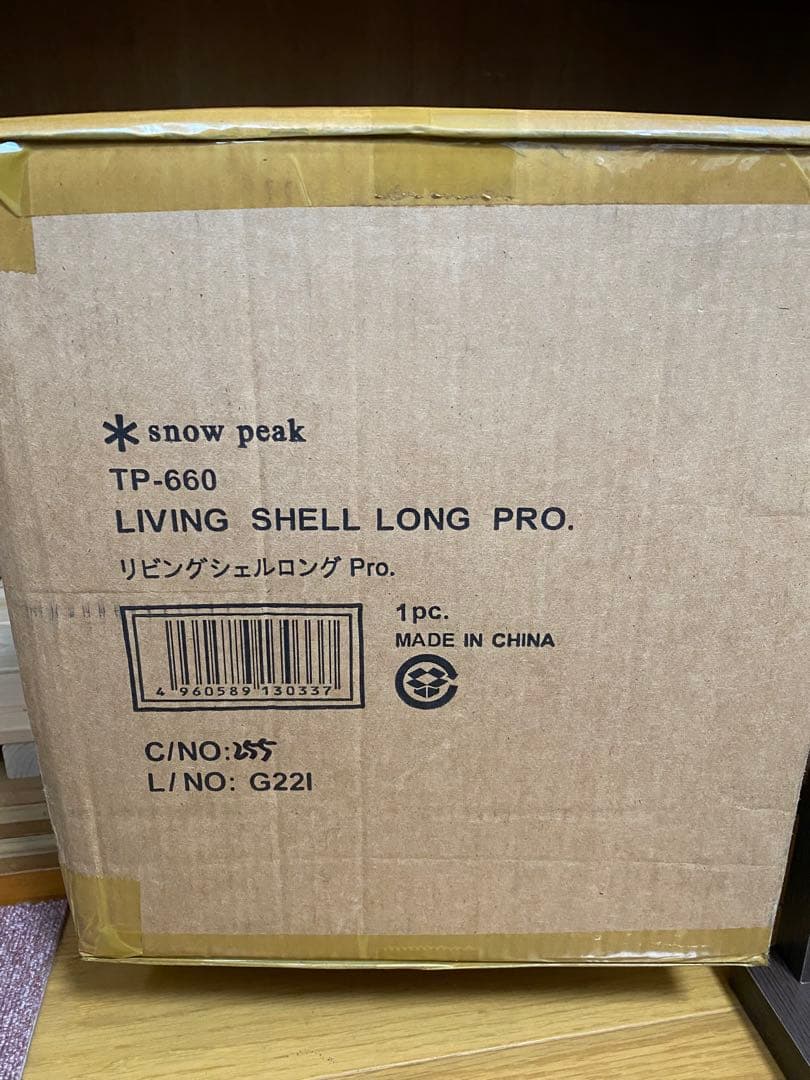 snow peak
TP-660
LIVING SHELL LONG PRO.
リビングシェルロング Pro.
1pc.
MADE IN CHINA
4 960589 130337
C/NO:255
L/NO: G22I